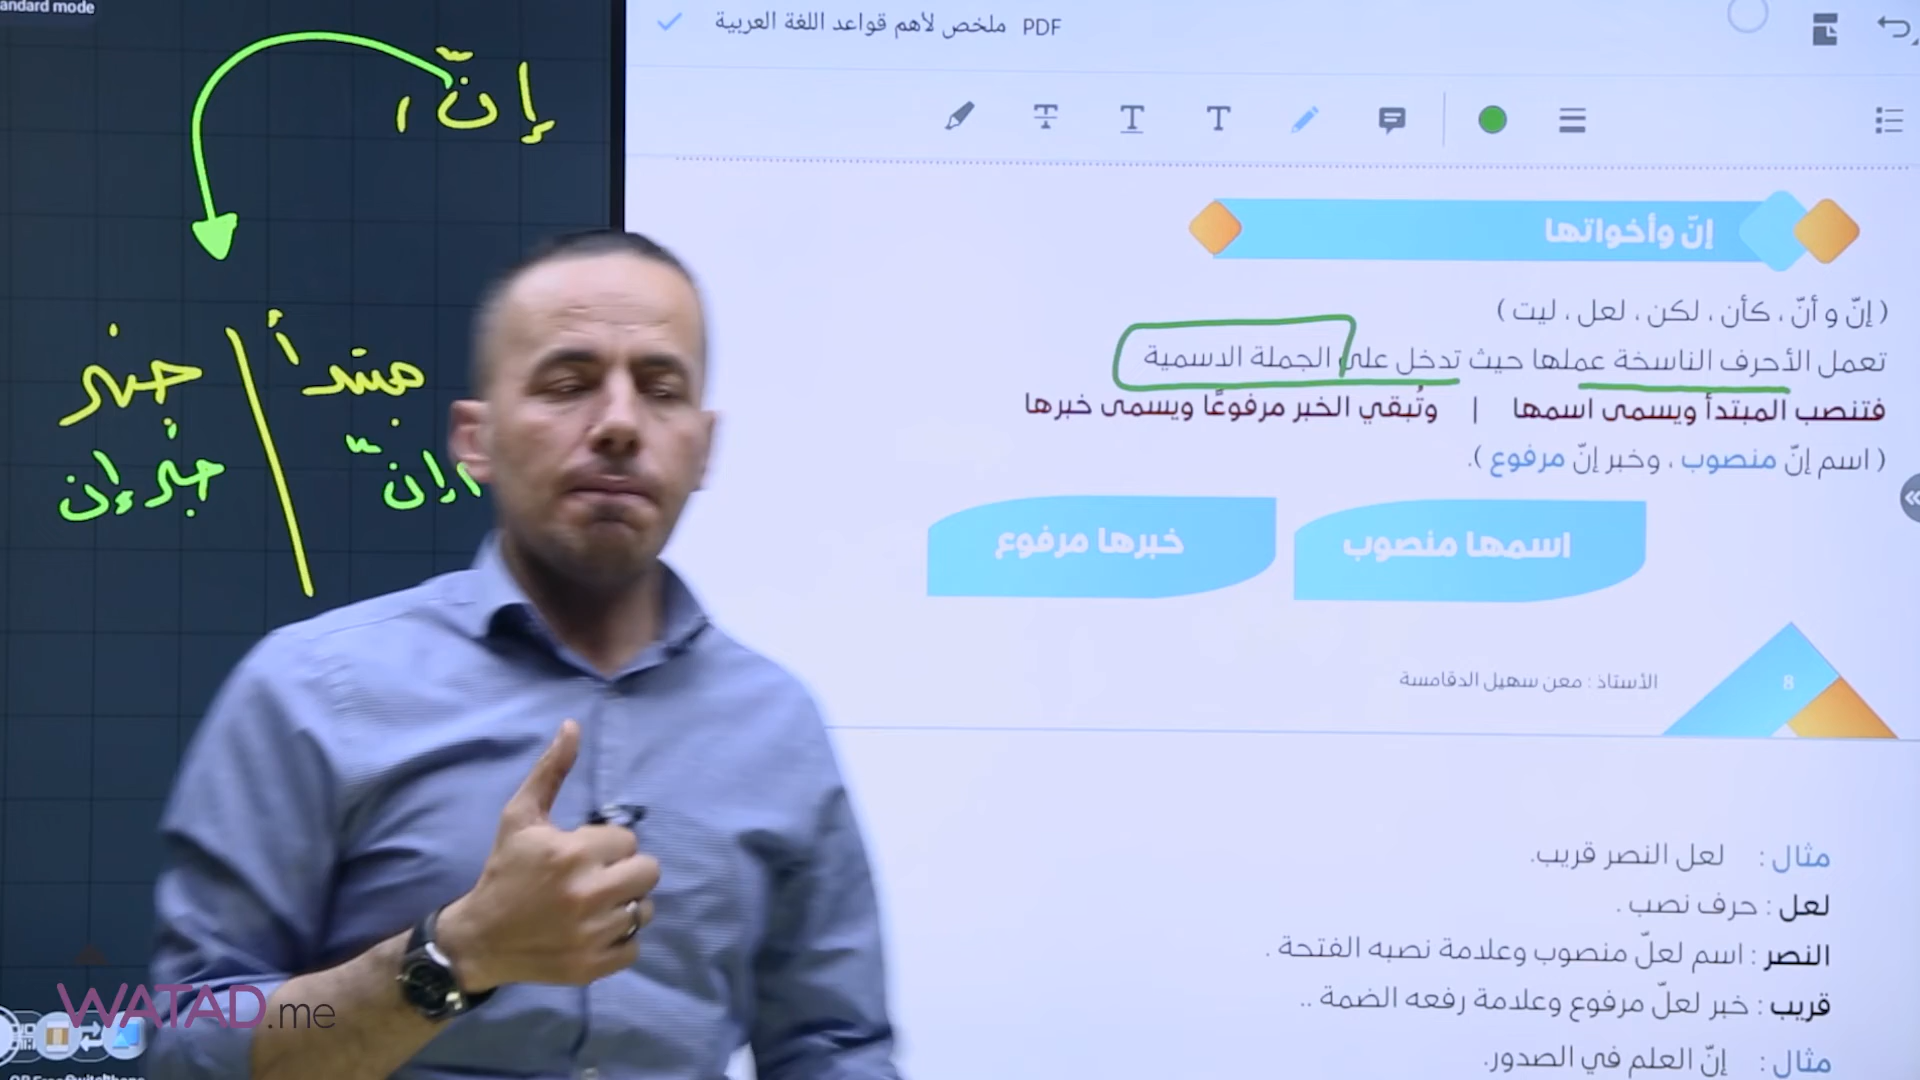 andard mode
إنّ ،
مبتدأ
خبر
إنّ
خبر إن
ملخص لأهم قواعد اللغة العربية PDF
إنّ وأخواتها
( إنّ و أنّ ، كأن ، لكن ، لعل ، ليت )
تعمل الأحرف الناسخة عملها حيث تدخل على الجملة الاسمية
فتنصب المبتدأ ويسمى اسمها | وتُبقي الخبر مرفوعًا ويسمى خبرها
( اسم إنّ منصوب ، وخبر إنّ مرفوع ).
اسمها منصوب
خبرها مرفوع
الأستاذ : معن سهيل الدقامسة
8
مثال : لعل النصر قريب.
لعل : حرف نصب .
النصر : اسم لعلّ منصوب وعلامة نصبه الفتحة .
قريب : خبر لعلّ مرفوع وعلامة رفعه الضمة ..
مثال : إنّ العلم في الصدور.
WATAD.me